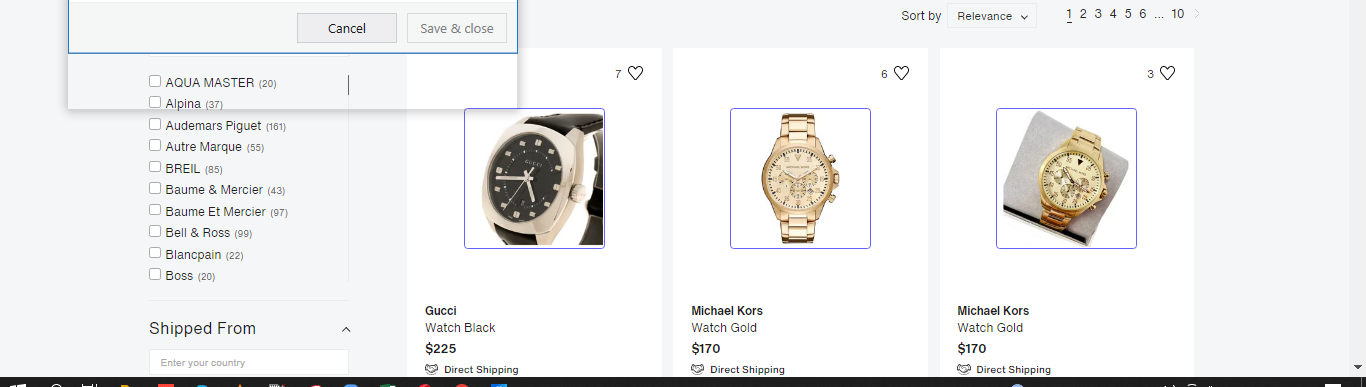 Cancel
Save & close
Sort by
Relevance
1 2 3 4 5 6 ... 10
AQUA MASTER (20)
Alpina (37)
Audemars Piguet (161)
Autre Marque (55)
BREIL (85)
Baume & Mercier (43)
Baume Et Mercier (97)
Bell & Ross (99)
Blancpain (22)
Boss (20)
Shipped From
Enter your country
7
GUCCI
Gucci
Watch Black
$225
Direct Shipping
6
Michael Kors
Watch Gold
$170
Direct Shipping
3
Michael Kors
Watch Gold
$170
Direct Shipping